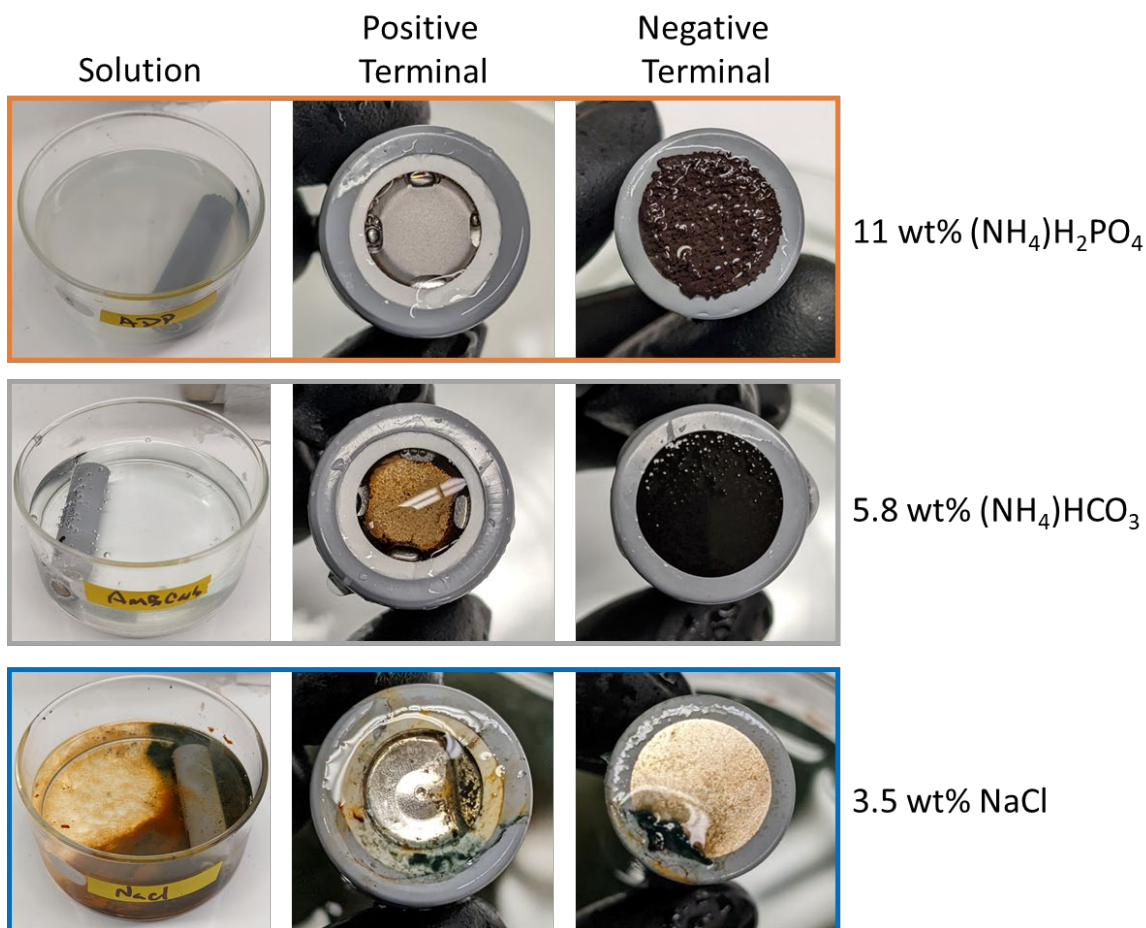 Solution
Positive
Terminal
Negative
Terminal
ADP
11 wt% (NH₄)H₂PO₄
5.8 wt% (NH₄)HCO₃
NaCl
3.5 wt% NaCl